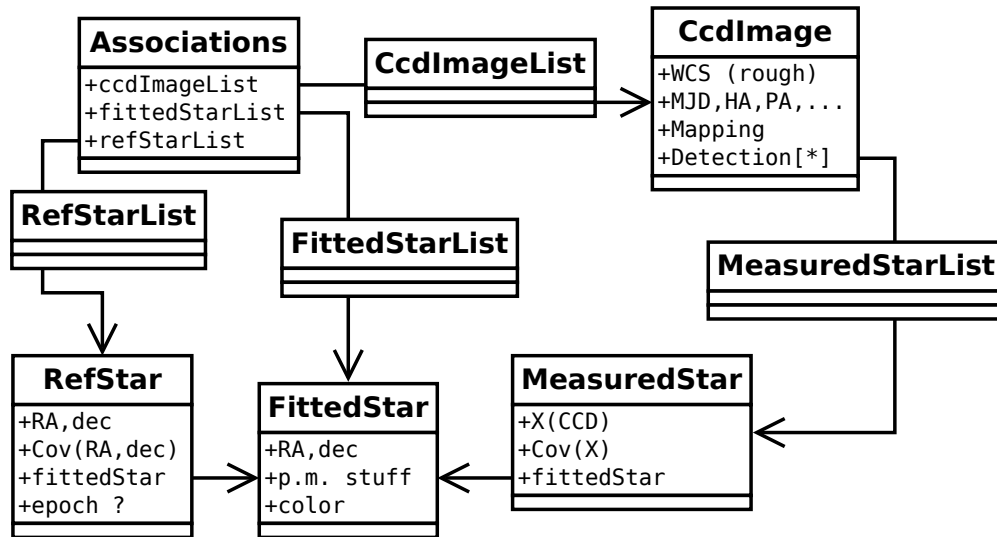 Associations
+ccdImageList
+fittedStarList
+refStarList
CcdImageList
CcdImage
+WCS (rough)
+MJD,HA,PA,...
+Mapping
+Detection[*]
RefStarList
FittedStarList
MeasuredStarList
RefStar
+RA,dec
+Cov(RA,dec)
+fittedStar
+epoch ?
FittedStar
+RA,dec
+p.m. stuff
+color
MeasuredStar
+X(CCD)
+Cov(X)
+fittedStar